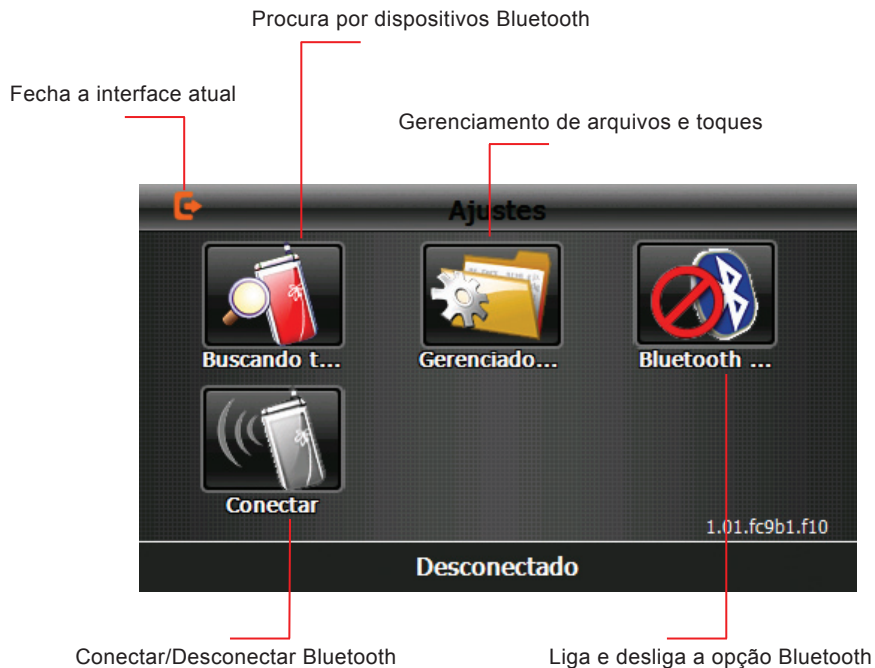 Procura por dispositivos Bluetooth
Fecha a interface atual
Gerenciamento de arquivos e toques
Ajustes
Buscando t...
Gerenciado...
Bluetooth ...
Conectar
1.01.fc9b1.f10
Desconectado
Conectar/Desconectar Bluetooth
Liga e desliga a opção Bluetooth